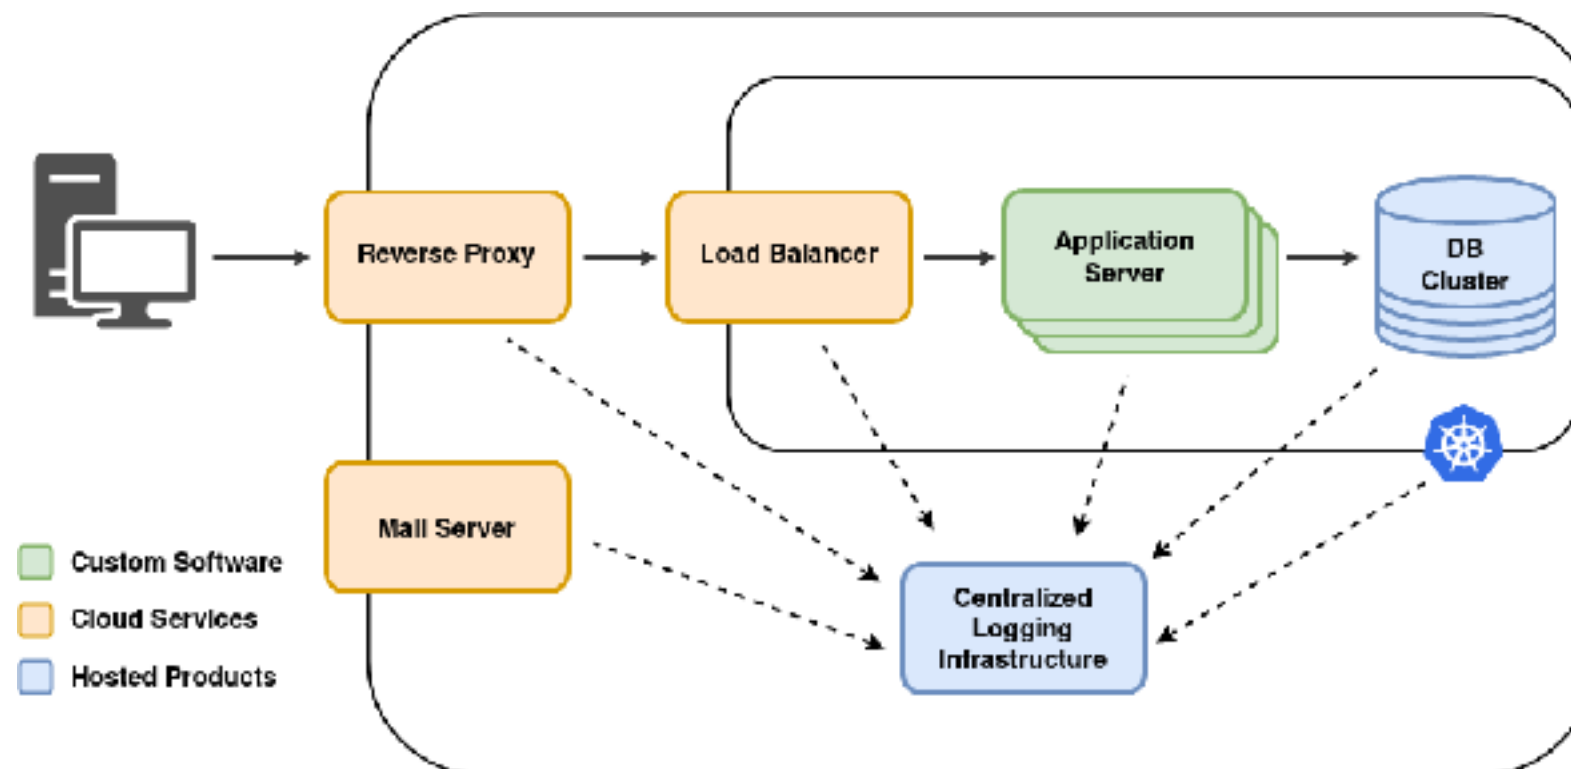 Reverse Proxy
Load Balancer
Application
Server
DB
Cluster
Mail Server
Custom Software
Cloud Services
Hosted Products
Centralized
Logging
Infrastructure